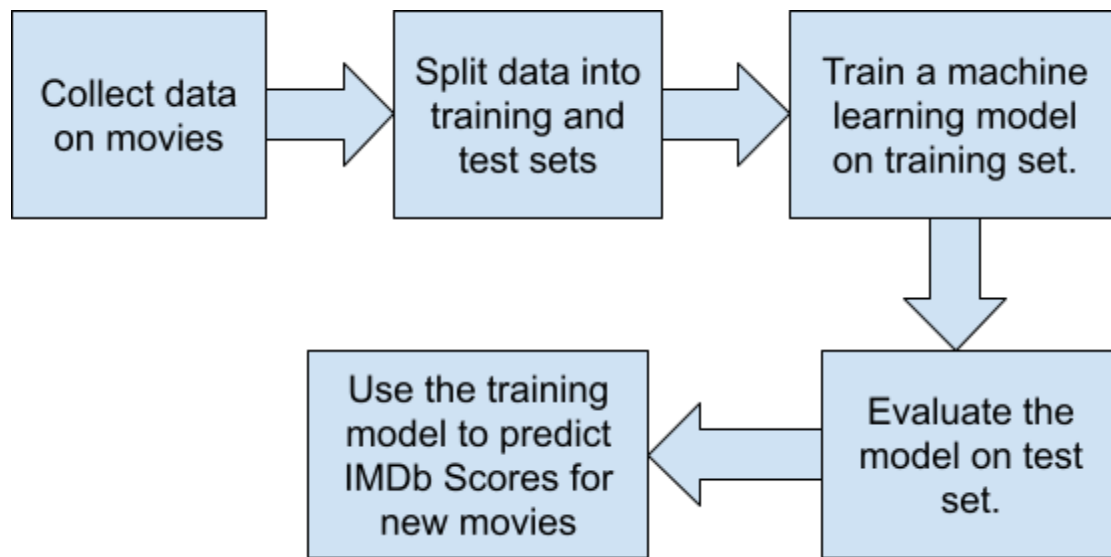 Collect data
on movies
Split data into
training and
test sets
Train a machine
learning model
on training set.
Evaluate the
model on test
set.
Use the training
model to predict
IMDb Scores for
new movies